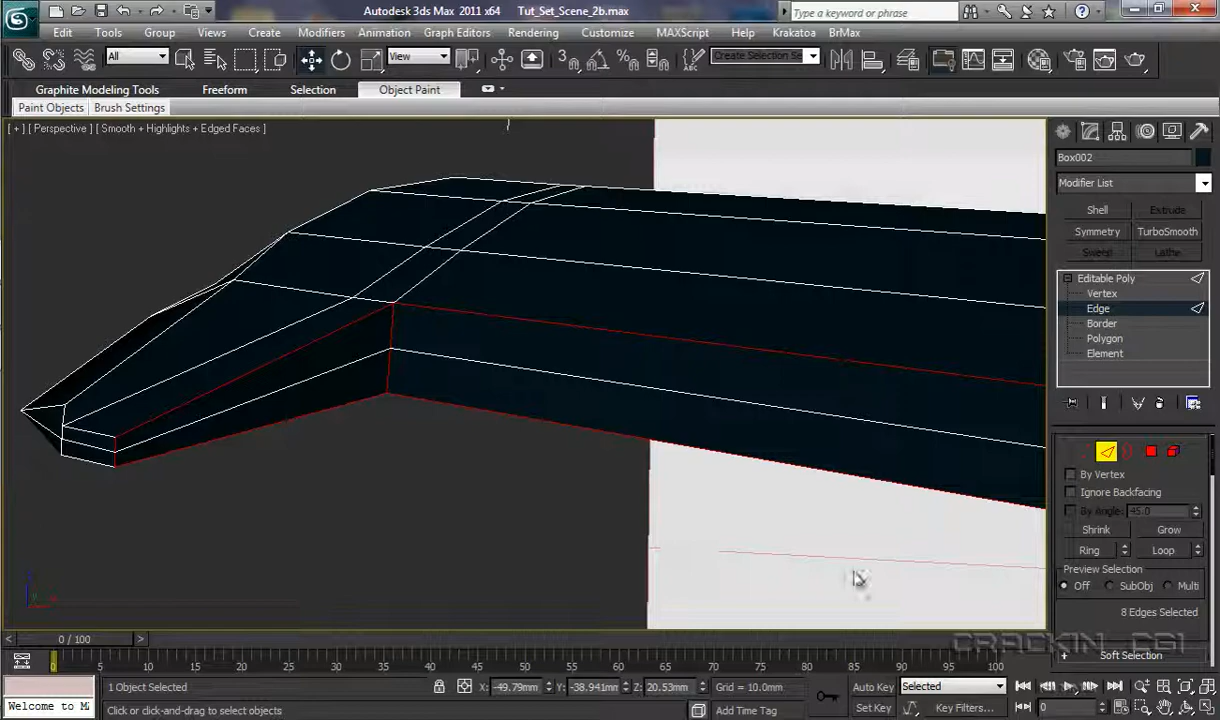 Autodesk 3ds Max 2011 x64 Tut_Set_Scene_2b.max
Type a keyword or phrase
Edit Tools Group Views Create Modifiers Animation Graph Editors Rendering Customize MAXScript Help Krakatoa BrMax
All View Create Selection Se
Graphite Modeling Tools Freeform Selection Object Paint
Paint Objects Brush Settings
[ + ] [ Perspective ] [ Smooth + Highlights + Edged Faces ]
Box002
Modifier List
Shell Extrude
Symmetry TurboSmooth
Sweep Lathe
Editable Poly
Vertex
Edge
Border
Polygon
Element
By Vertex
Ignore Backfacing
By Angle: 45.0
Shrink Grow
Ring Loop
Preview Selection
Off SubObj Multi
8 Edges Selected
CRACKIN_CGI
+ Soft Selection
< 0 / 100 >
0 5 10 15 20 25 30 35 40 45 50 55 60 65 70 75 80 85 90 95 100
1 Object Selected X: -49.79mm Y: -38.941mm Z: 20.53mm Grid = 10.0mm Auto Key Selected
Welcome to M Click or click-and-drag to select objects Add Time Tag Set Key Key Filters... 0